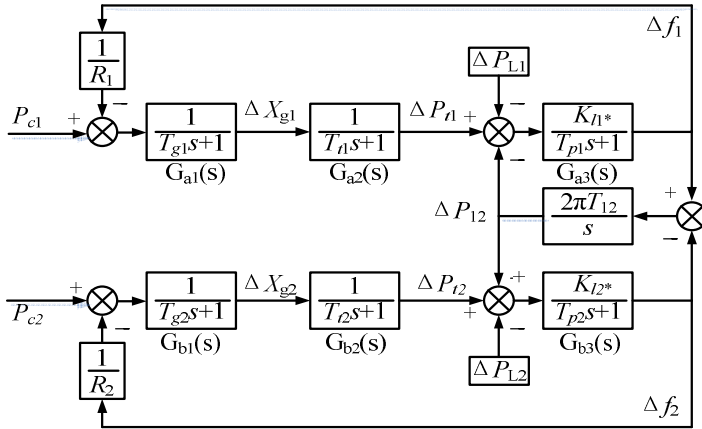 Δf1
1
R1
ΔPL1
Pc1 + − 1 ΔXg1 1 ΔPt1 + − Kl1*
Tg1s+1 Tt1s+1 − Tp1s+1
Ga1(s) Ga2(s) Ga3(s)
ΔP12 2πT12 +
s −
Pc2 + − 1 ΔXg2 1 ΔPt2 + + − Kl2*
Tg2s+1 Tt2s+1 Tp2s+1
Gb1(s) Gb2(s) Gb3(s)
1
R2
ΔPL2
Δf2